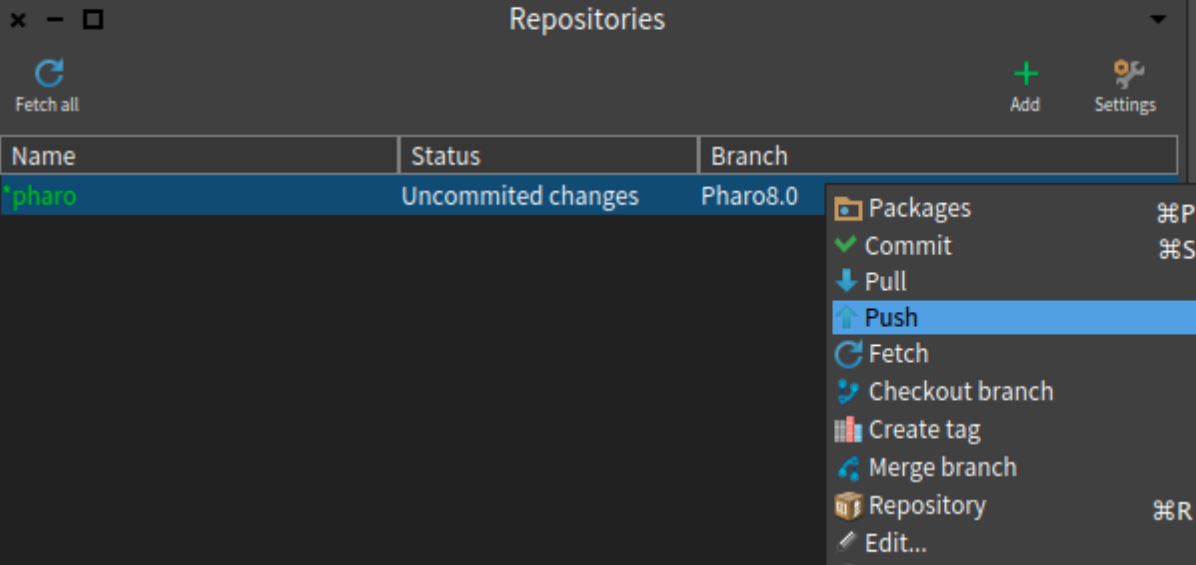 Repositories
Fetch all
Add
Settings
Name Status Branch
*pharo Uncommited changes Pharo8.0
Packages ⌘P
Commit ⌘S
Pull
Push
Fetch
Checkout branch
Create tag
Merge branch
Repository ⌘R
Edit...